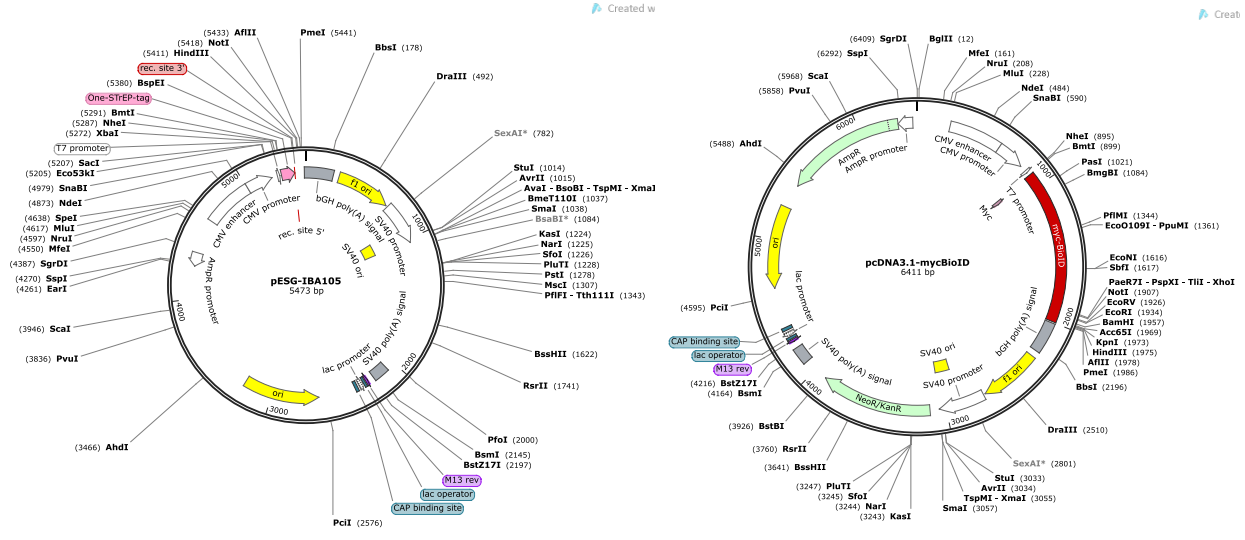 Created w
(5433) AflII
(5418) NotI
(5411) HindIII
rec. site 3'
(5380) BspEI
One-STrEP-tag
(5291) BmtI
(5287) NheI
(5272) XbaI
T7 promoter
(5207) SacI
(5205) Eco53kI
(4979) SnaBI
(4873) NdeI
(4638) SpeI
(4617) MluI
(4597) NruI
(4550) MfeI
(4387) SgrDI
(4270) SspI
(4261) EarI
(3946) ScaI
(3836) PvuI
(3466) AhdI
PmeI (5441)
BbsI (178)
DraIII (492)
SexAI* (782)
StuI (1014)
AvrII (1015)
AvaI - BsoBI - TspMI - XmaI
BmeT110I (1037)
SmaI (1038)
BsaBI* (1084)
KasI (1224)
NarI (1225)
SfoI (1226)
PluTI (1228)
PstI (1278)
MscI (1307)
PflFI - Tth111I (1343)
BssHII (1622)
RsrII (1741)
PfoI (2000)
BsmI (2145)
BstZ17I (2197)
M13 rev
lac operator
CAP binding site
PciI (2576)
5000
1000
2000
3000
4000
CMV enhancer
CMV promoter
bGH poly(A) signal
f1 ori
SV40 promoter
SV40 ori
rec. site 5'
AmpR promoter
pESG-IBA105
5473 bp
SV40 poly(A) signal
lac promoter
ori
Creat
(6409) SgrDI
(6292) SspI
(5968) ScaI
(5858) PvuI
(5488) AhdI
(4595) PciI
CAP binding site
lac operator
M13 rev
(4216) BstZ17I
(4164) BsmI
(3926) BstBI
(3760) RsrII
(3641) BssHII
(3247) PluTI
(3245) SfoI
(3244) NarI
(3243) KasI
BglII (12)
MfeI (161)
NruI (208)
MluI (228)
NdeI (484)
SnaBI (590)
NheI (895)
BmtI (899)
PasI (1021)
BmgBI (1084)
PflMI (1344)
EcoO109I - PpuMI (1361)
EcoNI (1616)
SbfI (1617)
PaeR7I - PspXI - TliI - XhoI
NotI (1907)
EcoRV (1926)
EcoRI (1934)
BamHI (1957)
Acc65I (1969)
KpnI (1973)
HindIII (1975)
AflII (1978)
PmeI (1986)
BbsI (2196)
DraIII (2510)
SexAI* (2801)
StuI (3033)
AvrII (3034)
TspMI - XmaI (3055)
SmaI (3057)
6000
1000
2000
3000
4000
5000
AmpR
AmpR promoter
CMV enhancer
CMV promoter
T7 promoter
Myc
myc-BioID
pcDNA3.1-mycBioID
6411 bp
ori
lac promoter
SV40 poly(A) signal
NeoR/KanR
SV40 ori
SV40 promoter
f1 ori
bGH poly(A) signal